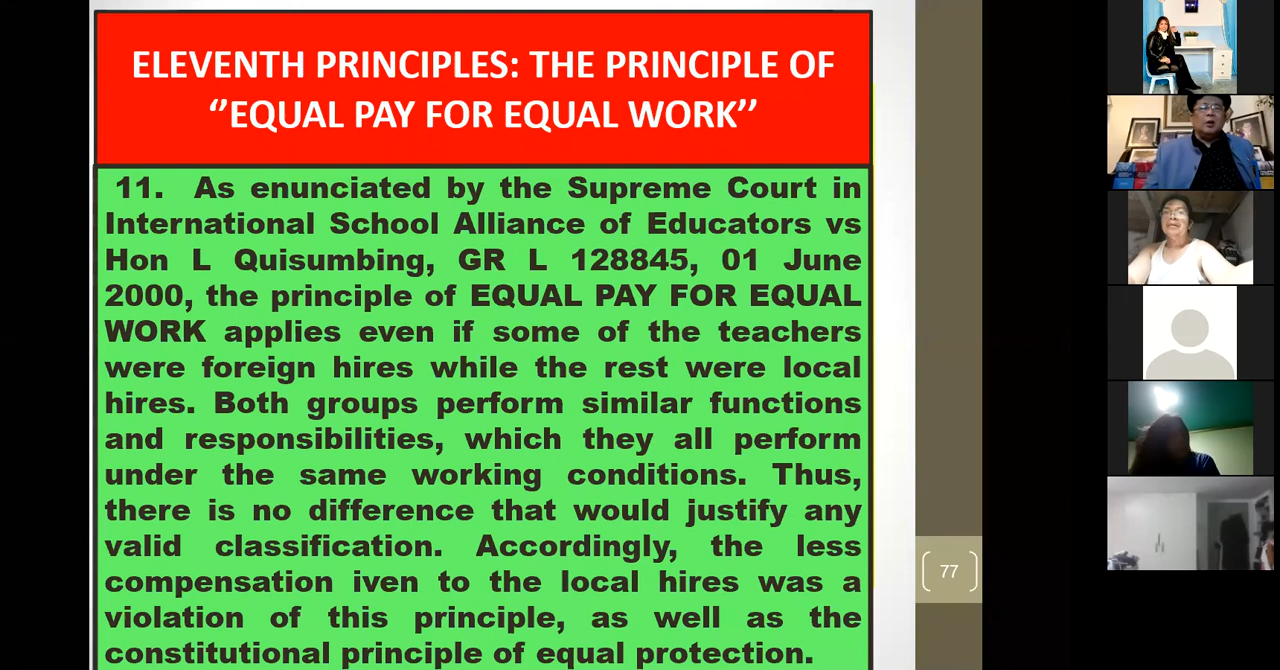 ELEVENTH PRINCIPLES: THE PRINCIPLE OF
‘’EQUAL PAY FOR EQUAL WORK’’
11. As enunciated by the Supreme Court in
International School Alliance of Educators vs
Hon L Quisumbing, GR L 128845, 01 June
2000, the principle of EQUAL PAY FOR EQUAL
WORK applies even if some of the teachers
were foreign hires while the rest were local
hires. Both groups perform similar functions
and responsibilities, which they all perform
under the same working conditions. Thus,
there is no difference that would justify any
valid classification. Accordingly, the less
compensation iven to the local hires was a
violation of this principle, as well as the
constitutional principle of equal protection.
77